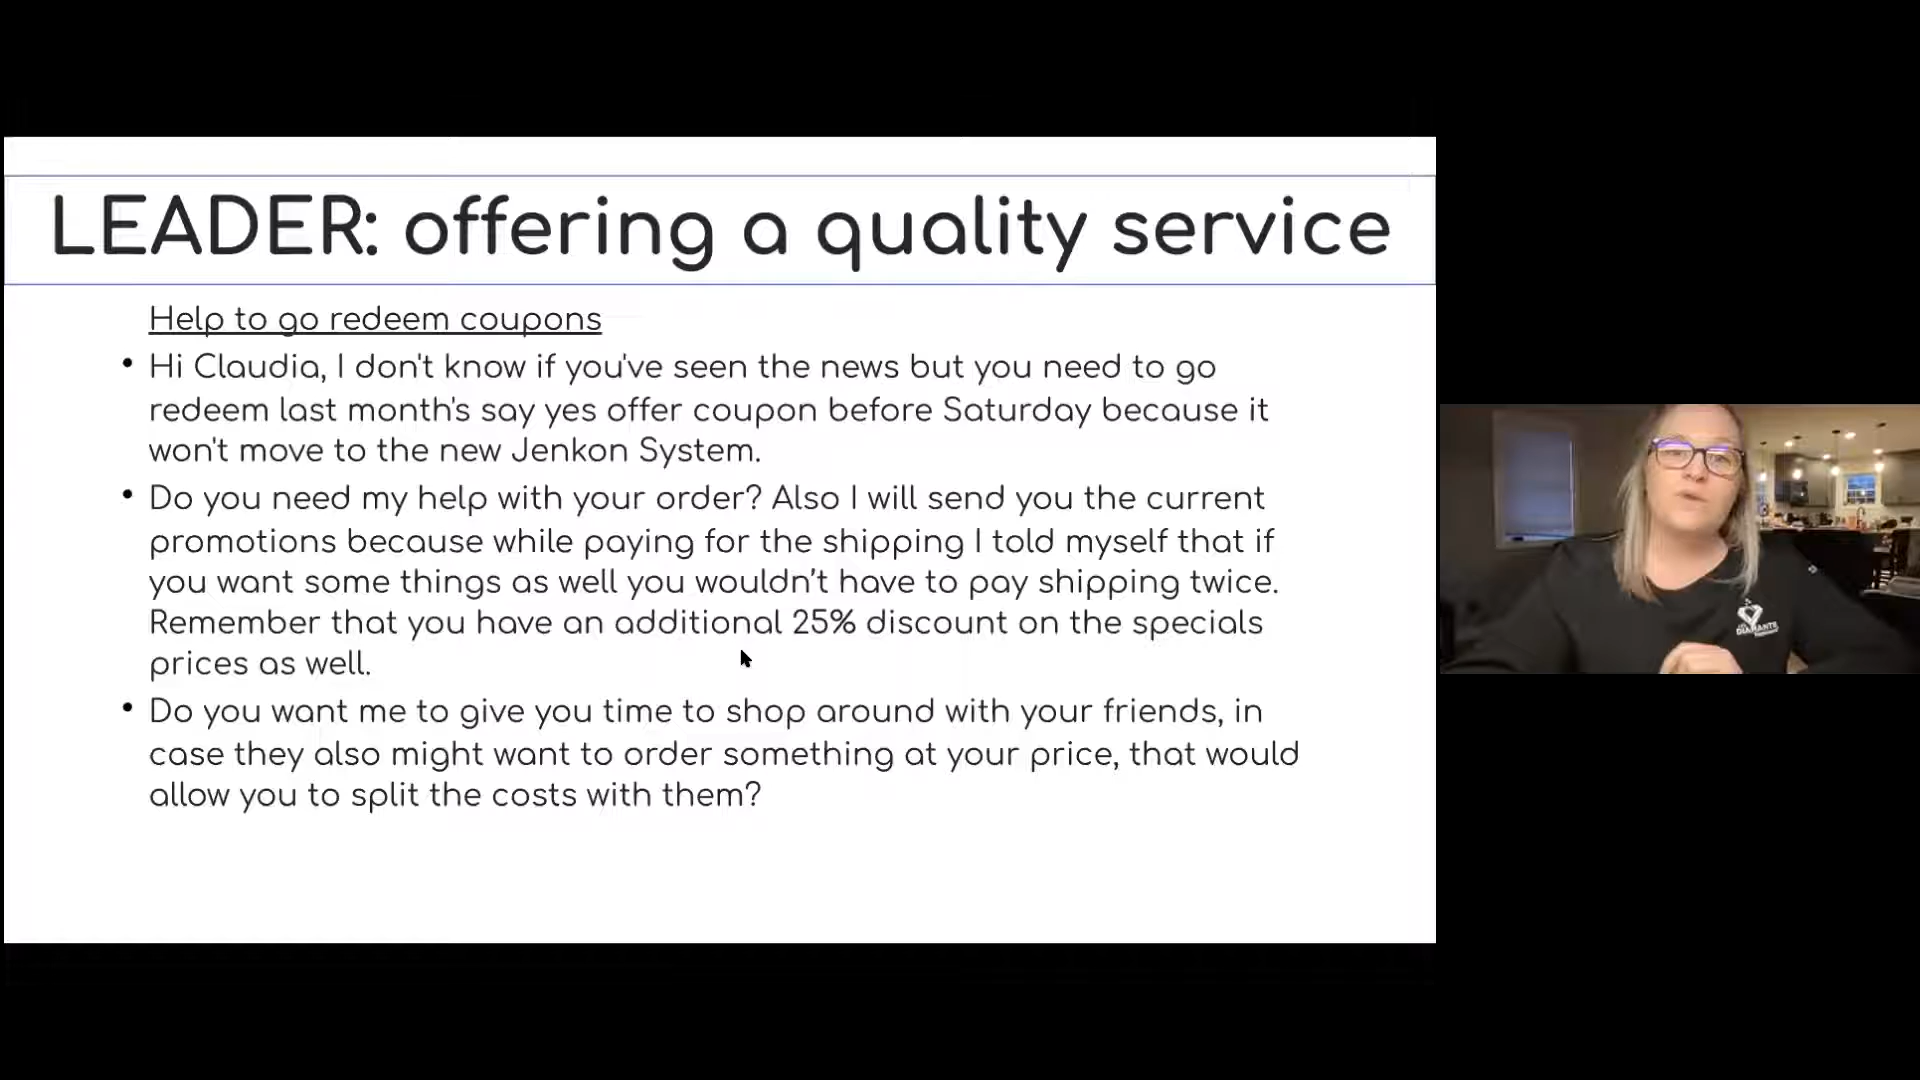 LEADER: offering a quality service
Help to go redeem coupons
• Hi Claudia, I don't know if you've seen the news but you need to go
redeem last month's say yes offer coupon before Saturday because it
won't move to the new Jenkon System.
• Do you need my help with your order? Also I will send you the current
promotions because while paying for the shipping I told myself that if
you want some things as well you wouldn't have to pay shipping twice.
Remember that you have an additional 25% discount on the specials
prices as well.
• Do you want me to give you time to shop around with your friends, in
case they also might want to order something at your price, that would
allow you to split the costs with them?
DIAMANTE